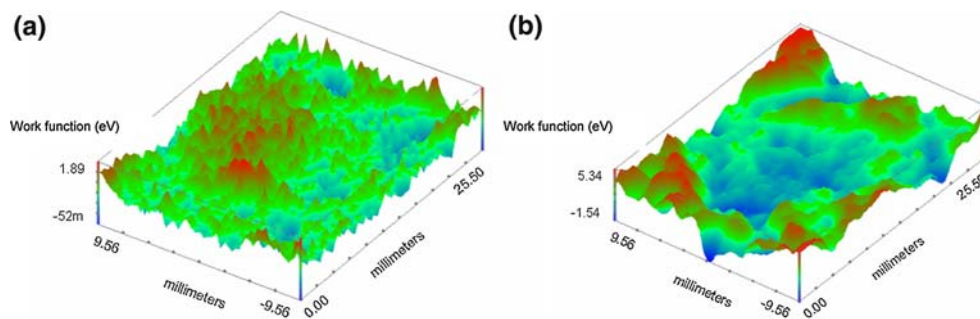 (a)
Work function (eV)
1.89
-52m
9.56
millimeters
-9.56
0.00
millimeters
25.50
(b)
Work function (eV)
5.34
-1.54
9.56
millimeters
-9.56
0.00
millimeters